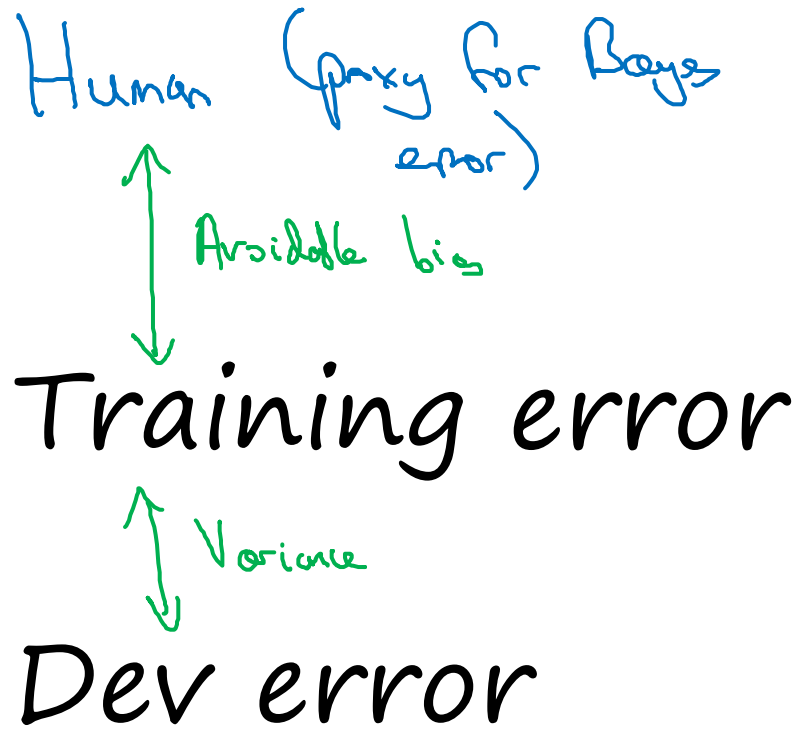 Human (proxy for Bayes
error)
Avoidable bias
Training error
Variance
Dev error